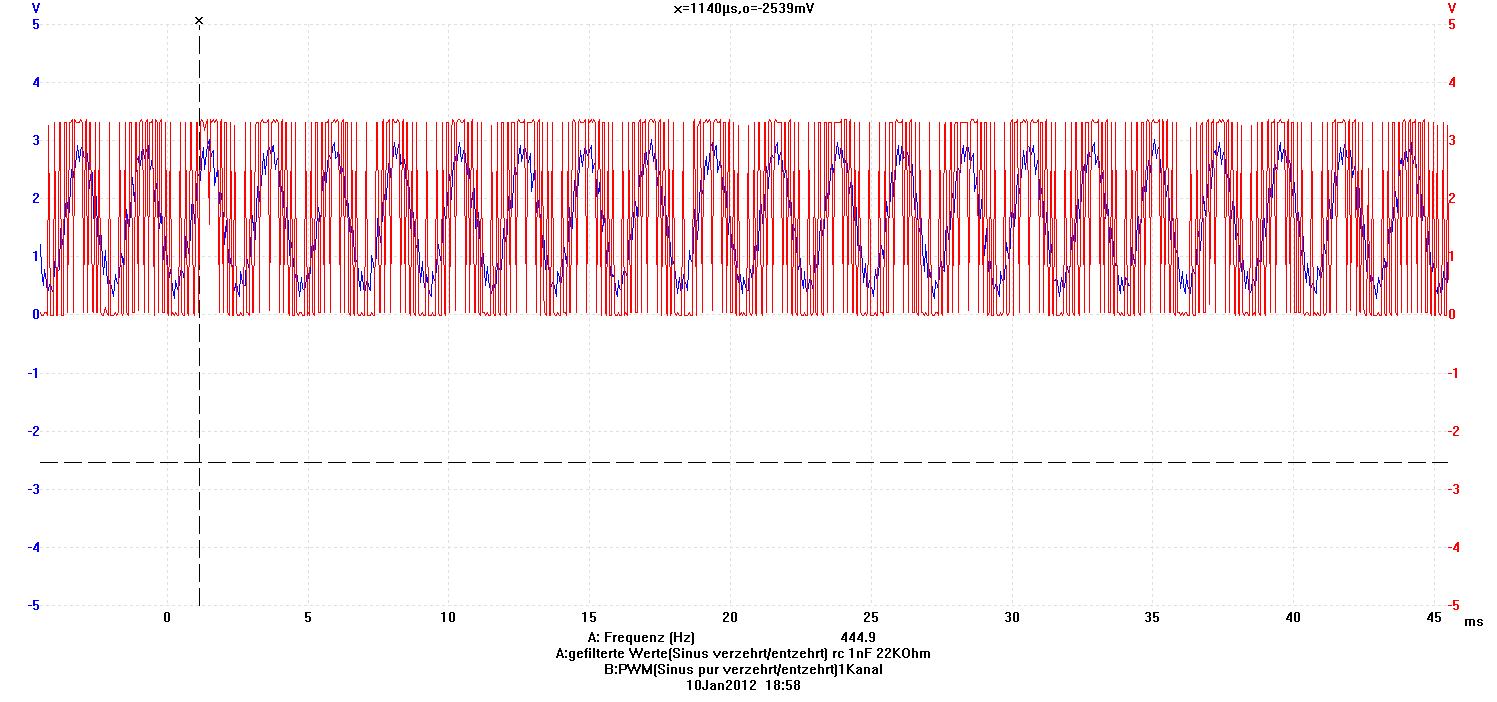 V x=1140µs,o=-2539mV V
5 x 5
4 4
3 3
2 2
1 1
0 0
-1 -1
-2 -2
-3 -3
-4 -4
-5 -5
0 5 10 15 20 25 30 35 40 45 ms
A: Frequenz (Hz) 444.9
A:gefilterte Werte(Sinus verzehrt/entzehrt) rc 1nF 22KOhm
B:PWM(Sinus pur verzehrt/entzehrt)1Kanal
10Jan2012 18:58